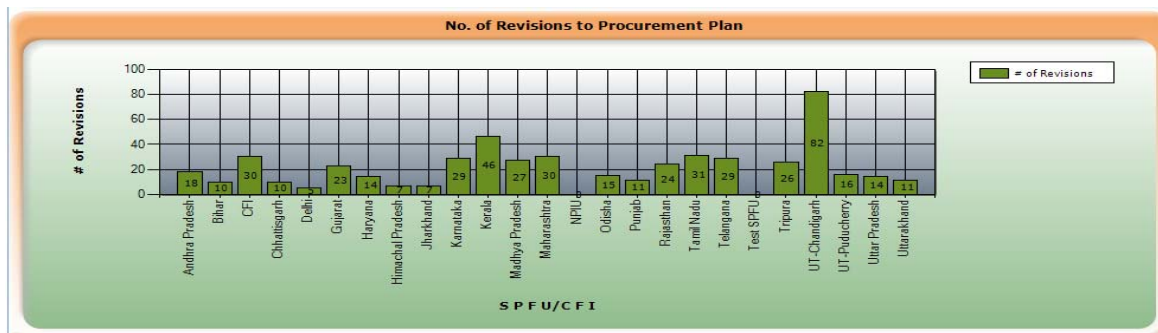 No. of Revisions to Procurement Plan
# of Revisions
# of Revisions
100
80
60
40
20
0
18
10
30
10
5
23
14
7
7
29
46
27
30
0
15
11
24
31
29
0
26
82
16
14
11
Andhra Pradesh
Bihar
CFI
Chhattisgarh
Delhi
Gujarat
Haryana
Himachal Pradesh
Jharkhand
Karnataka
Kerala
Madhya Pradesh
Maharashtra
NPIU
Odisha
Punjab
Rajasthan
Tamil Nadu
Telangana
Test SPFU
Tripura
UT-Chandigarh
UT-Puducherry
Uttar Pradesh
Uttarakhand
S P F U/C F I